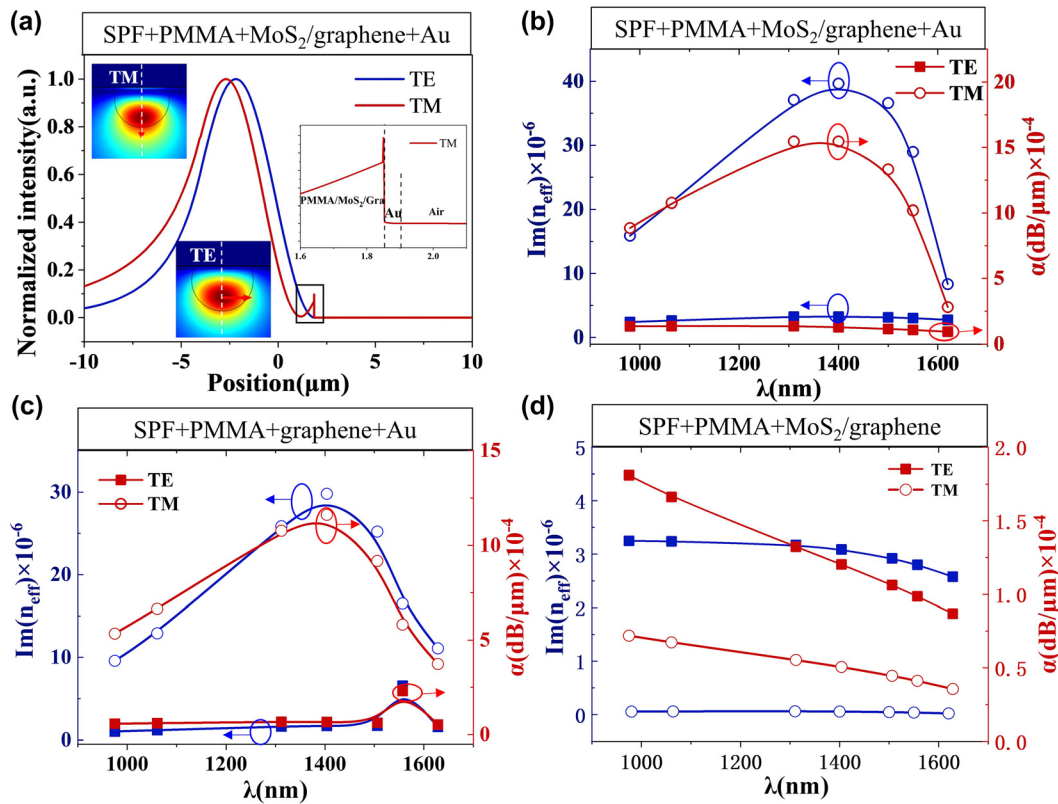 (a)
SPF+PMMA+MoS2/graphene+Au
Normalized intensity(a.u.)
1.0
0.8
0.6
0.4
0.2
0.0
-10
-5
0
5
10
Position(μm)
TM
TE
TE
TM
TM
PMMA/MoS2/Gra
Au
Air
1.6
1.8
2.0
(b)
SPF+PMMA+MoS2/graphene+Au
Im(neff)×10-6
40
30
20
10
0
TE
TM
20
15
10
5
0
α(dB/μm)×10-4
1000
1200
1400
1600
λ(nm)
(c)
SPF+PMMA+graphene+Au
Im(neff)×10-6
30
20
10
0
TE
TM
15
10
5
0
α(dB/μm)×10-4
1000
1200
1400
1600
λ(nm)
(d)
SPF+PMMA+MoS2/graphene
Im(neff)×10-6
5
4
3
2
1
0
TE
TM
2.0
1.5
1.0
0.5
0.0
α(dB/μm)×10-4
1000
1200
1400
1600
λ(nm)